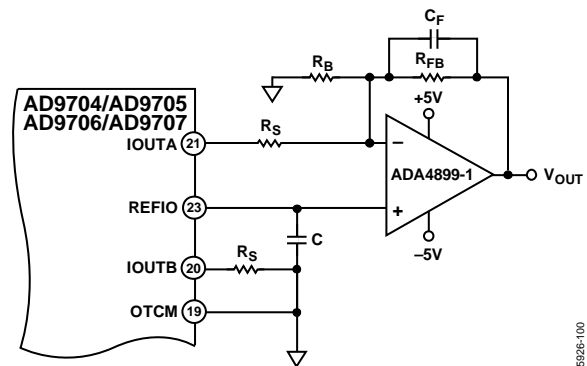 C_F
R_B
R_FB
AD9704/AD9705
AD9706/AD9707
+5V
IOUTA 21
R_S
–
ADA4899-1
V_OUT
REFIO 23
+
C
–5V
IOUTB 20
R_S
OTCM 19
5926-100